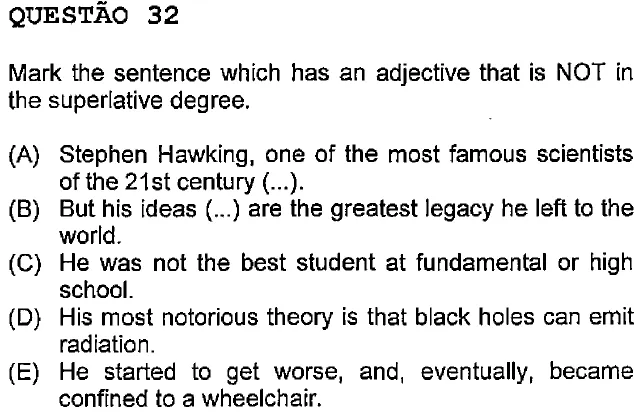 QUESTÃO 32
Mark the sentence which has an adjective that is NOT in
the superlative degree.
(A) Stephen Hawking, one of the most famous scientists
of the 21st century (...).
(B) But his ideas (...) are the greatest legacy he left to the
world.
(C) He was not the best student at fundamental or high
school.
(D) His most notorious theory is that black holes can emit
radiation.
(E) He started to get worse, and, eventually, became
confined to a wheelchair.